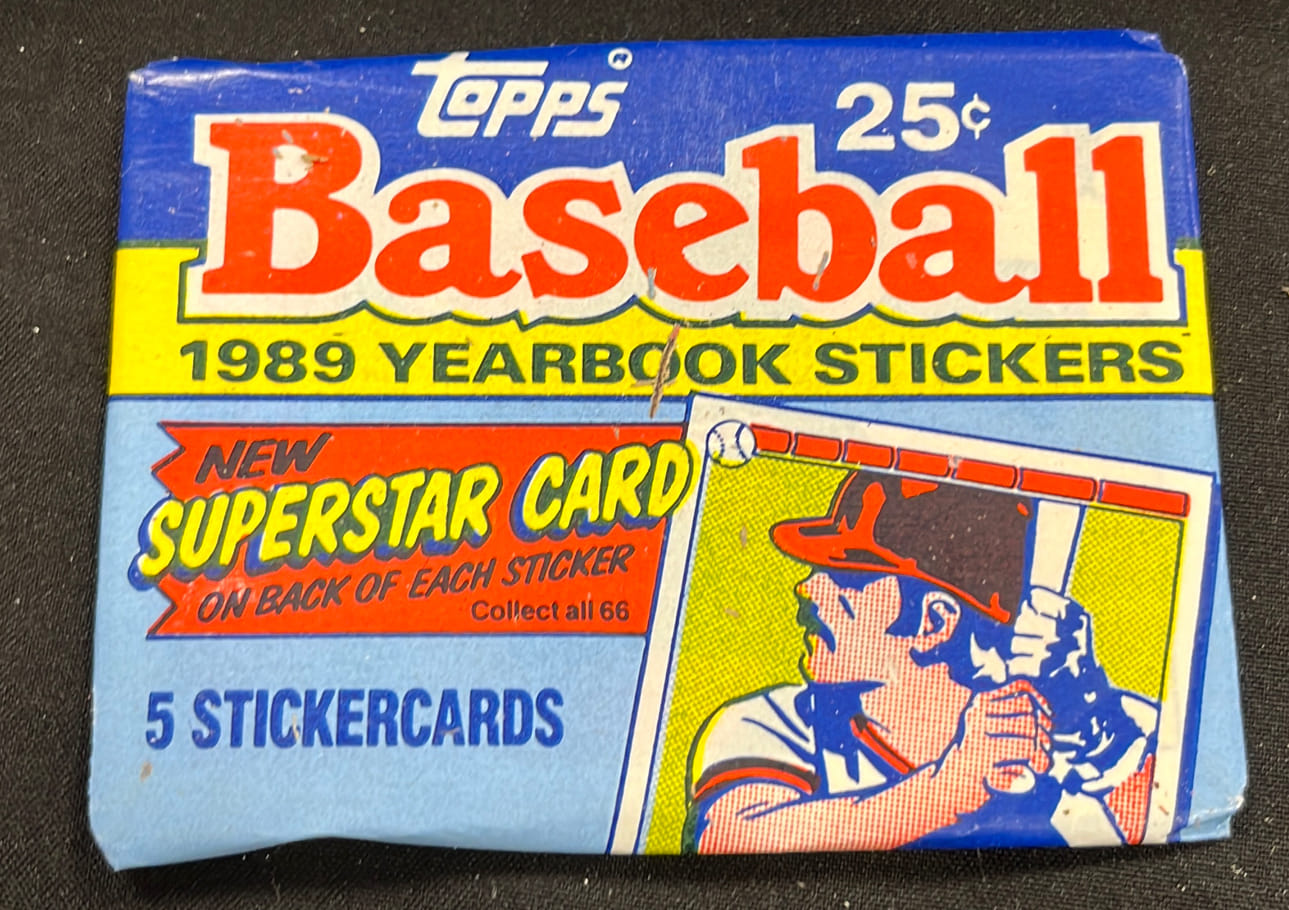 TOPPS® 25¢
Baseball
1989 YEARBOOK STICKERS
NEW
SUPERSTAR CARD
ON BACK OF EACH STICKER
Collect all 66
5 STICKERCARDS